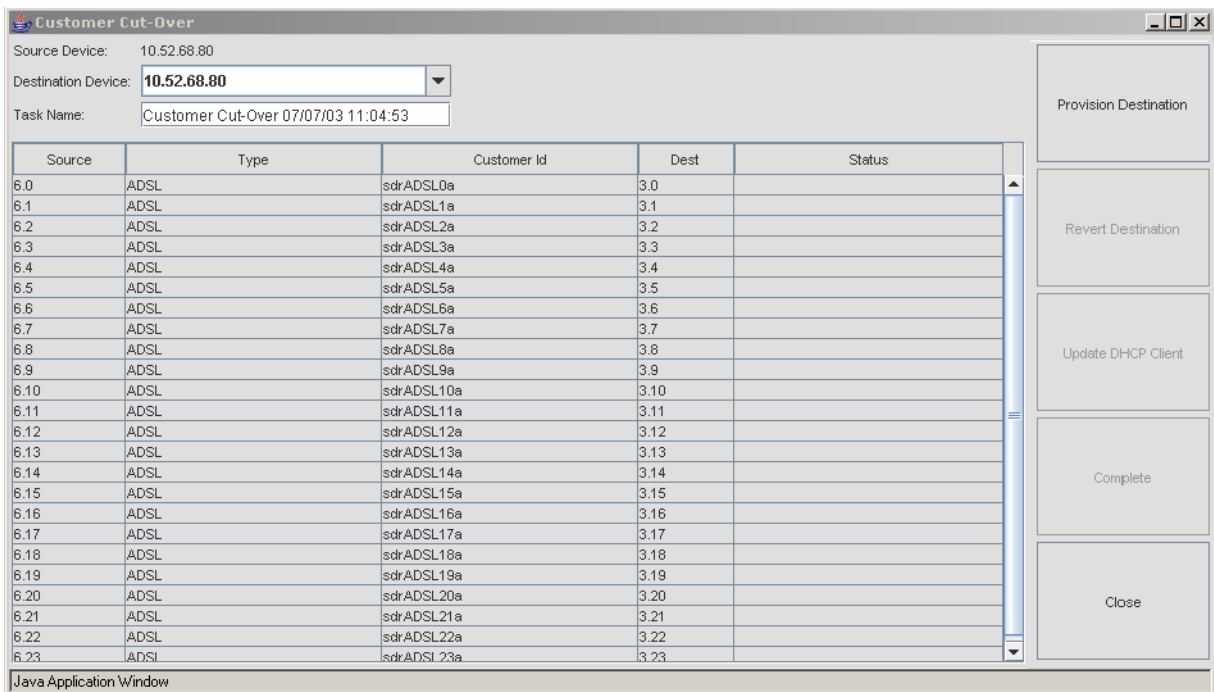 Customer Cut-Over
Source Device: 10.52.68.80
Destination Device: 10.52.68.80
Task Name: Customer Cut-Over 07/07/03 11:04:53
Source Type Customer Id Dest Status
6.0 ADSL sdrADSL0a 3.0
6.1 ADSL sdrADSL1a 3.1
6.2 ADSL sdrADSL2a 3.2
6.3 ADSL sdrADSL3a 3.3
6.4 ADSL sdrADSL4a 3.4
6.5 ADSL sdrADSL5a 3.5
6.6 ADSL sdrADSL6a 3.6
6.7 ADSL sdrADSL7a 3.7
6.8 ADSL sdrADSL8a 3.8
6.9 ADSL sdrADSL9a 3.9
6.10 ADSL sdrADSL10a 3.10
6.11 ADSL sdrADSL11a 3.11
6.12 ADSL sdrADSL12a 3.12
6.13 ADSL sdrADSL13a 3.13
6.14 ADSL sdrADSL14a 3.14
6.15 ADSL sdrADSL15a 3.15
6.16 ADSL sdrADSL16a 3.16
6.17 ADSL sdrADSL17a 3.17
6.18 ADSL sdrADSL18a 3.18
6.19 ADSL sdrADSL19a 3.19
6.20 ADSL sdrADSL20a 3.20
6.21 ADSL sdrADSL21a 3.21
6.22 ADSL sdrADSL22a 3.22
6.23 ADSL sdrADSL23a 3.23
Provision Destination
Revert Destination
Update DHCP Client
Complete
Close
Java Application Window